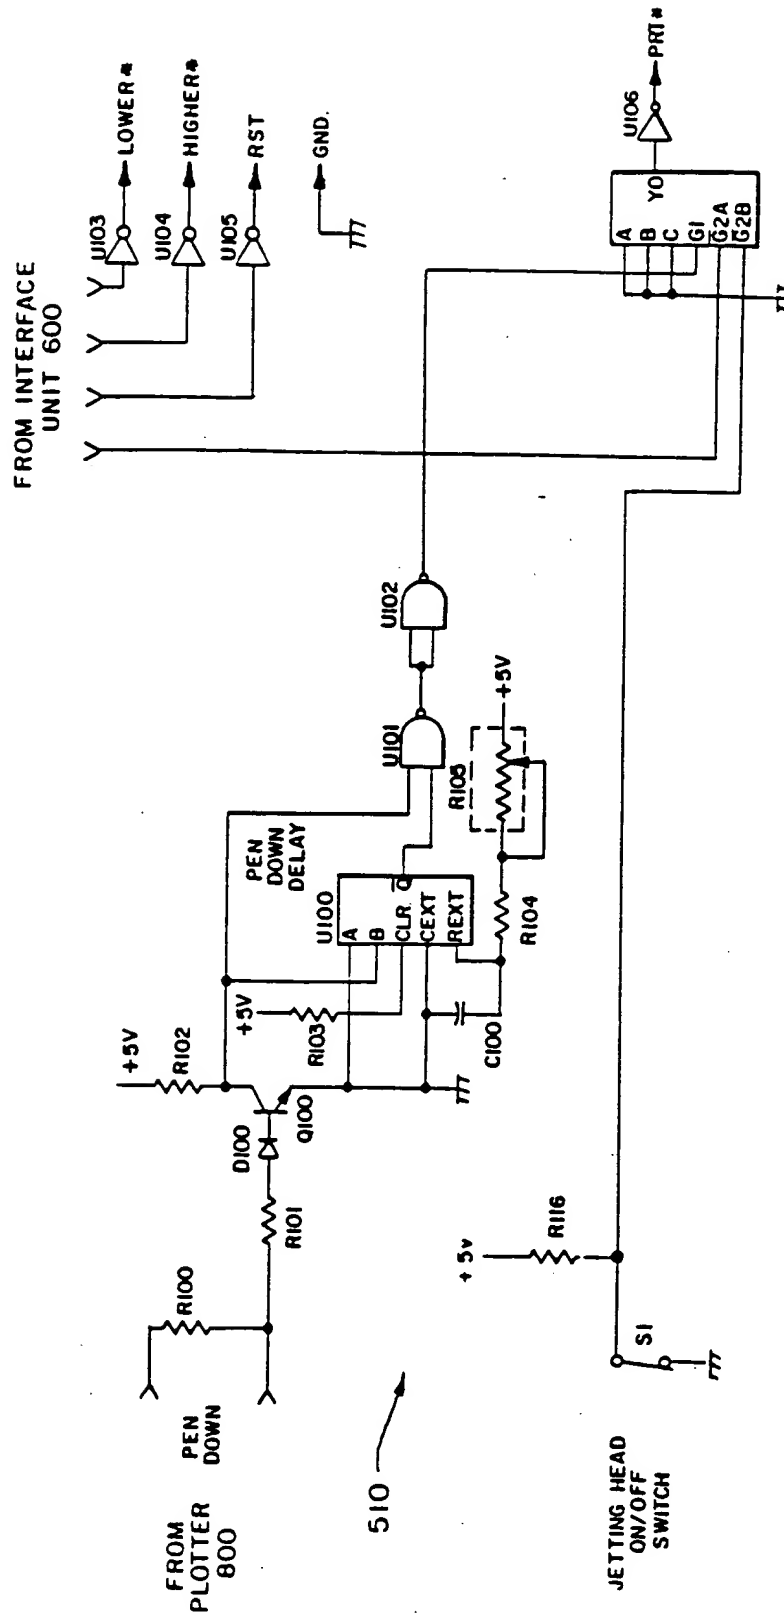 FROM
PLOTTER
800
PEN
DOWN
R100
R101
D100
Q100
+5V
R102
+5V
R103
PEN
DOWN
DELAY
U100
A
B
CLR
CEXT
REXT
Q
C100
R104
R105
+5V
U101
U102
FROM INTERFACE
UNIT 600
U103
LOWER*
U104
HIGHER*
U105
RST
GND.
A
B
C
G1
G2A
G2B
Y0
U106
PRT*
510
JETTING HEAD
ON/OFF
SWITCH
S1
+5v
R116